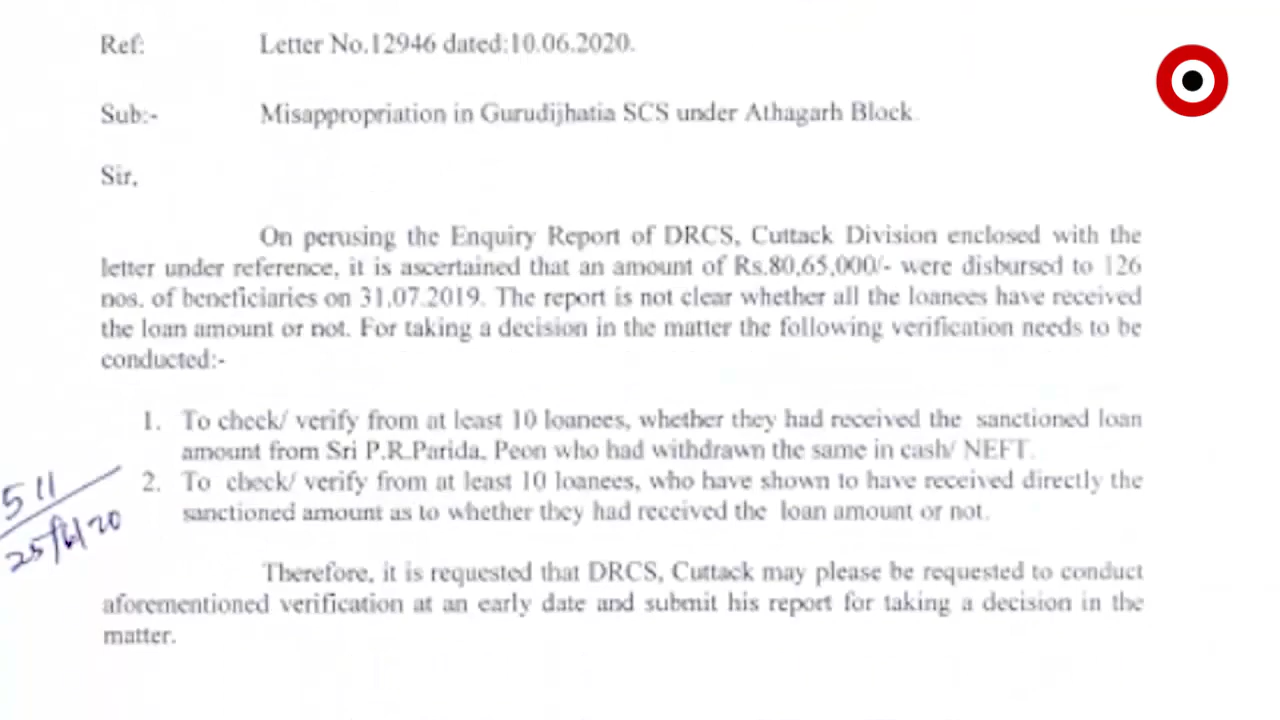 Ref: Letter No.12946 dated:10.06.2020.
Sub:- Misappropriation in Gurudijhatia SCS under Athagarh Block.
Sir,
On perusing the Enquiry Report of DRCS, Cuttack Division enclosed with the
letter under reference, it is ascertained that an amount of Rs.80,65,000/- were disbursed to 126
nos. of beneficiaries on 31.07.2019. The report is not clear whether all the loanees have received
the loan amount or not. For taking a decision in the matter the following verification needs to be
conducted:-
1. To check/ verify from at least 10 loanees, whether they had received the sanctioned loan
amount from Sri P.R.Parida, Peon who had withdrawn the same in cash/ NEFT.
2. To check/ verify from at least 10 loanees, who have shown to have received directly the
sanctioned amount as to whether they had received the loan amount or not.
511
25/6/20
Therefore, it is requested that DRCS, Cuttack may please be requested to conduct
aforementioned verification at an early date and submit his report for taking a decision in the
matter.